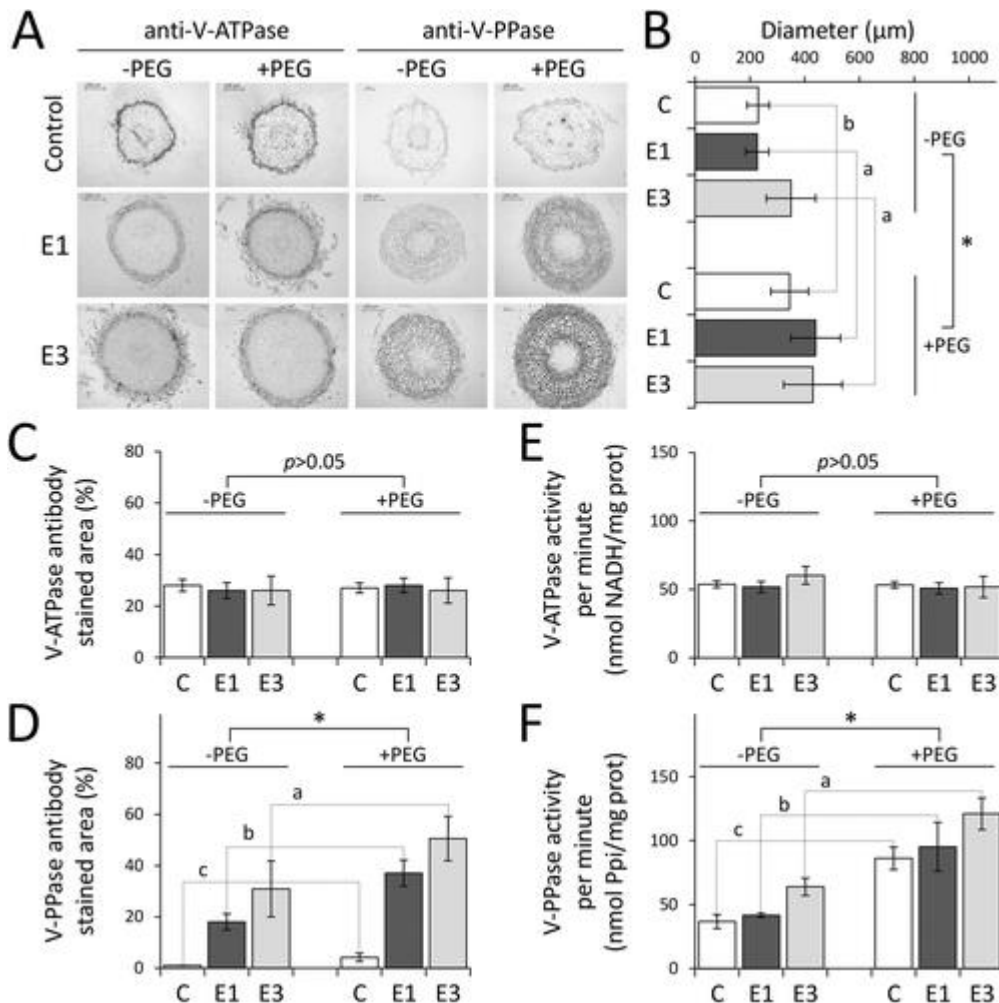 A
anti-V-ATPase anti-V-PPase
-PEG +PEG -PEG +PEG
Control
E1
E3
B
Diameter (µm)
0 200 400 600 800 1000
C
E1
E3
C
E1
E3
b
a
a
-PEG
*
+PEG
C
V-ATPase antibody
stained area (%)
80
60
40
20
0
p>0.05
-PEG +PEG
C E1 E3 C E1 E3
E
V-ATPase activity
per minute
(nmol NADH/mg prot)
150
100
50
0
p>0.05
-PEG +PEG
C E1 E3 C E1 E3
D
V-PPase antibody
stained area (%)
80
60
40
20
0
*
-PEG +PEG
a
b
c
C E1 E3 C E1 E3
F
V-PPase activity
per minute
(nmol Ppi/mg prot)
150
100
50
0
*
-PEG +PEG
a
b
c
C E1 E3 C E1 E3